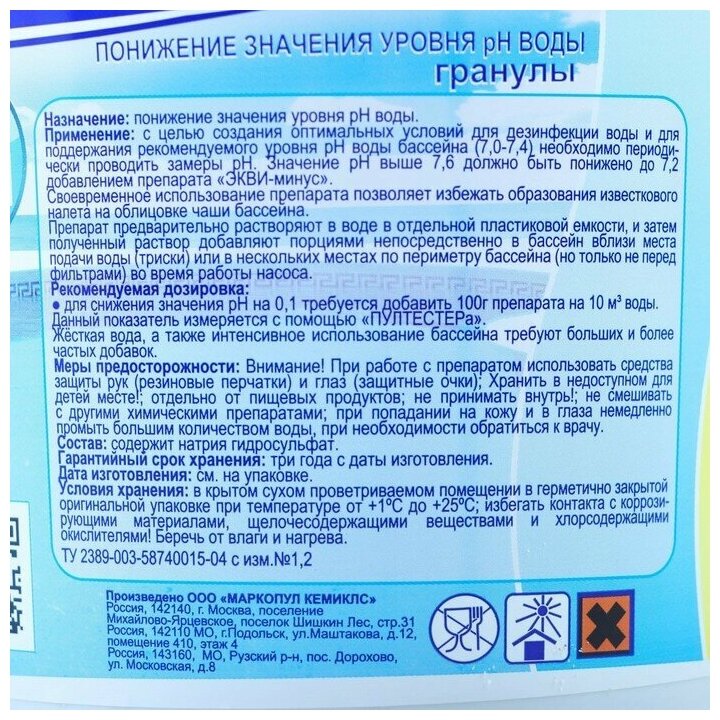 ПОНИЖЕНИЕ ЗНАЧЕНИЯ УРОВНЯ pH ВОДЫ
гранулы
Назначение: понижение значения уровня pH воды.
Применение: с целью создания оптимальных условий для дезинфекции воды и для
поддержания рекомендуемого уровня pH воды бассейна (7,0-7,4) необходимо периоди-
чески проводить замеры pH. Значение pH выше 7,6 должно быть понижено до 7,2
добавлением препарата «ЭКВИ-минус».
Своевременное использование препарата позволяет избежать образования известкового
налета на облицовке чаши бассейна.
Препарат предварительно растворяют в воде в отдельной пластиковой емкости, и затем
полученный раствор добавляют порциями непосредственно в бассейн вблизи места
подачи воды (триски) или в нескольких местах по периметру бассейна (но только не перед
фильтрами) во время работы насоса.
Рекомендуемая дозировка:
● для снижения значения pH на 0,1 требуется добавить 100г препарата на 10 м³ воды.
Данный показатель измеряется с помощью «ПУЛТЕСТЕРа».
Жёсткая вода, а также интенсивное использование бассейна требуют больших и более
частых добавок.
Меры предосторожности: Внимание! При работе с препаратом использовать средства
защиты рук (резиновые перчатки) и глаз (защитные очки); Хранить в недоступном для
детей месте!; отдельно от пищевых продуктов; не принимать внутрь!; не смешивать
с другими химическими препаратами; при попадании на кожу и в глаза немедленно
промыть большим количеством воды, при необходимости обратиться к врачу.
Состав: содержит натрия гидросульфат.
Гарантийный срок хранения: три года с даты изготовления.
Дата изготовления: см. на упаковке.
Условия хранения: в крытом сухом проветриваемом помещении в герметично закрытой
оригинальной упаковке при температуре от +1ºС до +25ºС; избегать контакта с коррози-
рующими материалами, щелочесодержащими веществами и хлорсодержащими
окислителями! Беречь от влаги и нагрева.
ТУ 2389-003-58740015-04 с изм.№1,2
Произведено ООО «МАРКОПУЛ КЕМИКЛС»
Россия, 142140, г. Москва, поселение
Михайлово-Ярцевское, поселок Шишкин Лес, стр.31
Россия, 142110 МО, г.Подольск, ул.Маштакова, д.12,
помещение 410, этаж 4
Россия, 143160, МО, Рузский р-н, пос. Дорохово,
ул. Московская, д.8